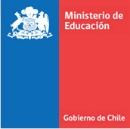 Ministerio de
Educación
Gobierno de Chile